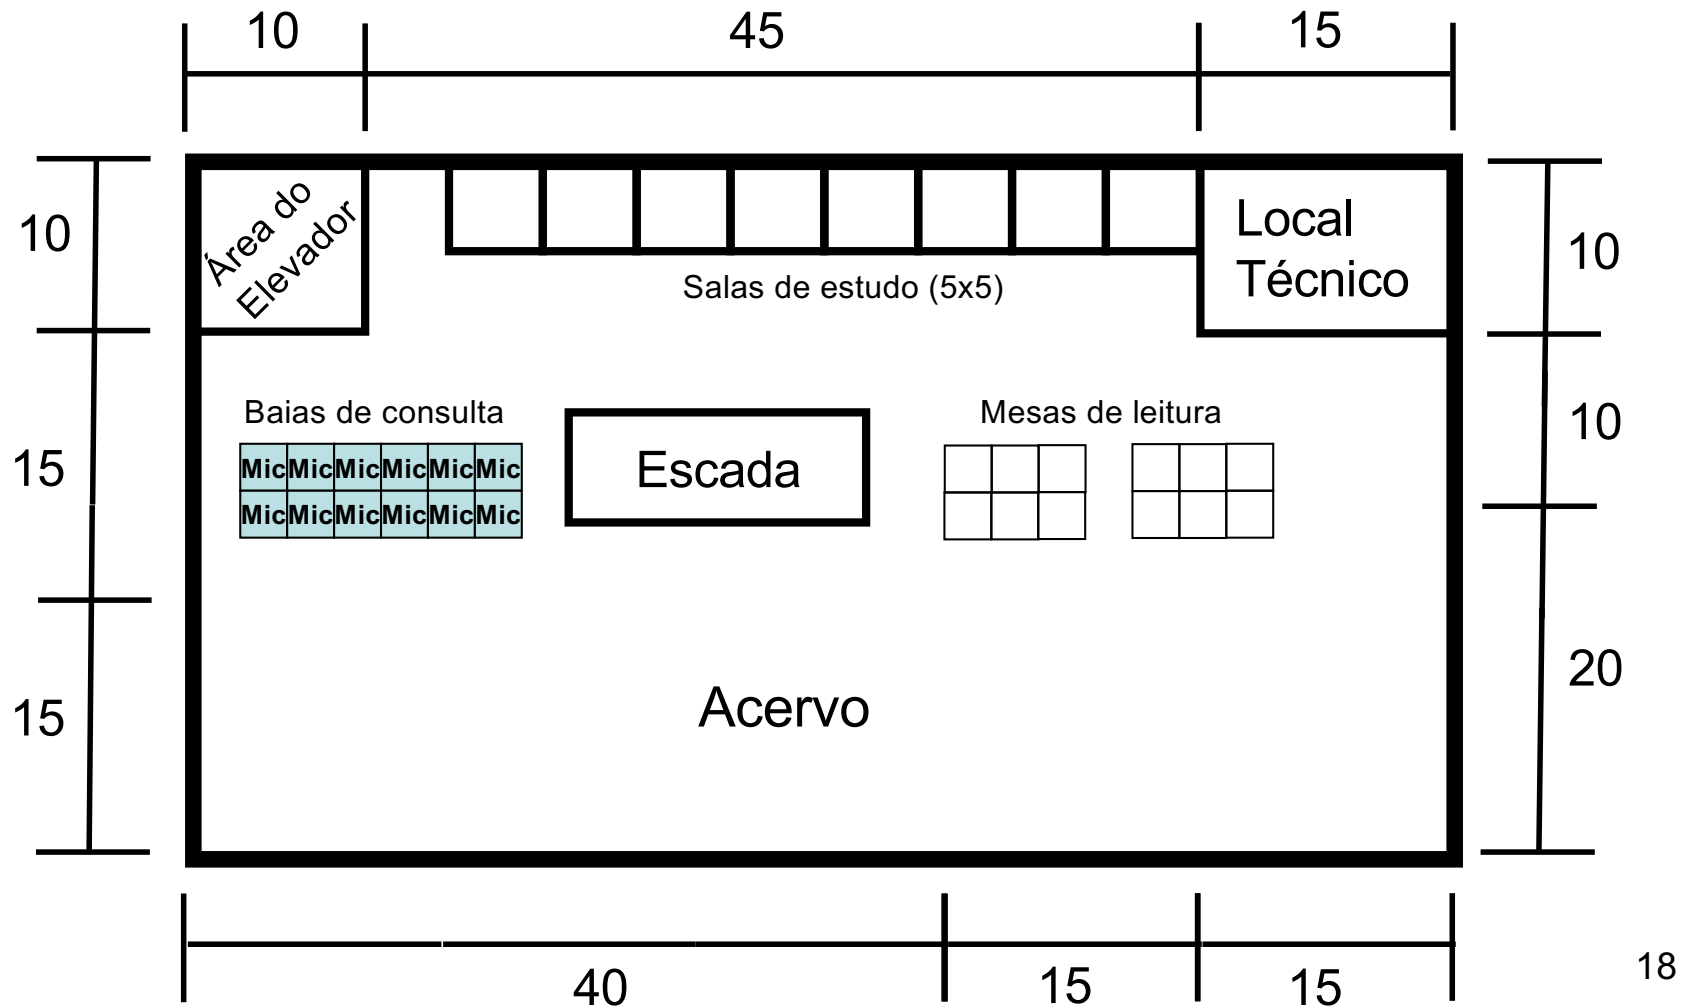 10 45 15
10
Área do
Elevador
Local
Técnico
10
Salas de estudo (5x5)
Baias de consulta
Mesas de leitura
10
15
Mic Mic Mic Mic Mic Mic
Mic Mic Mic Mic Mic Mic
Escada
20
15
Acervo
40 15 15
18